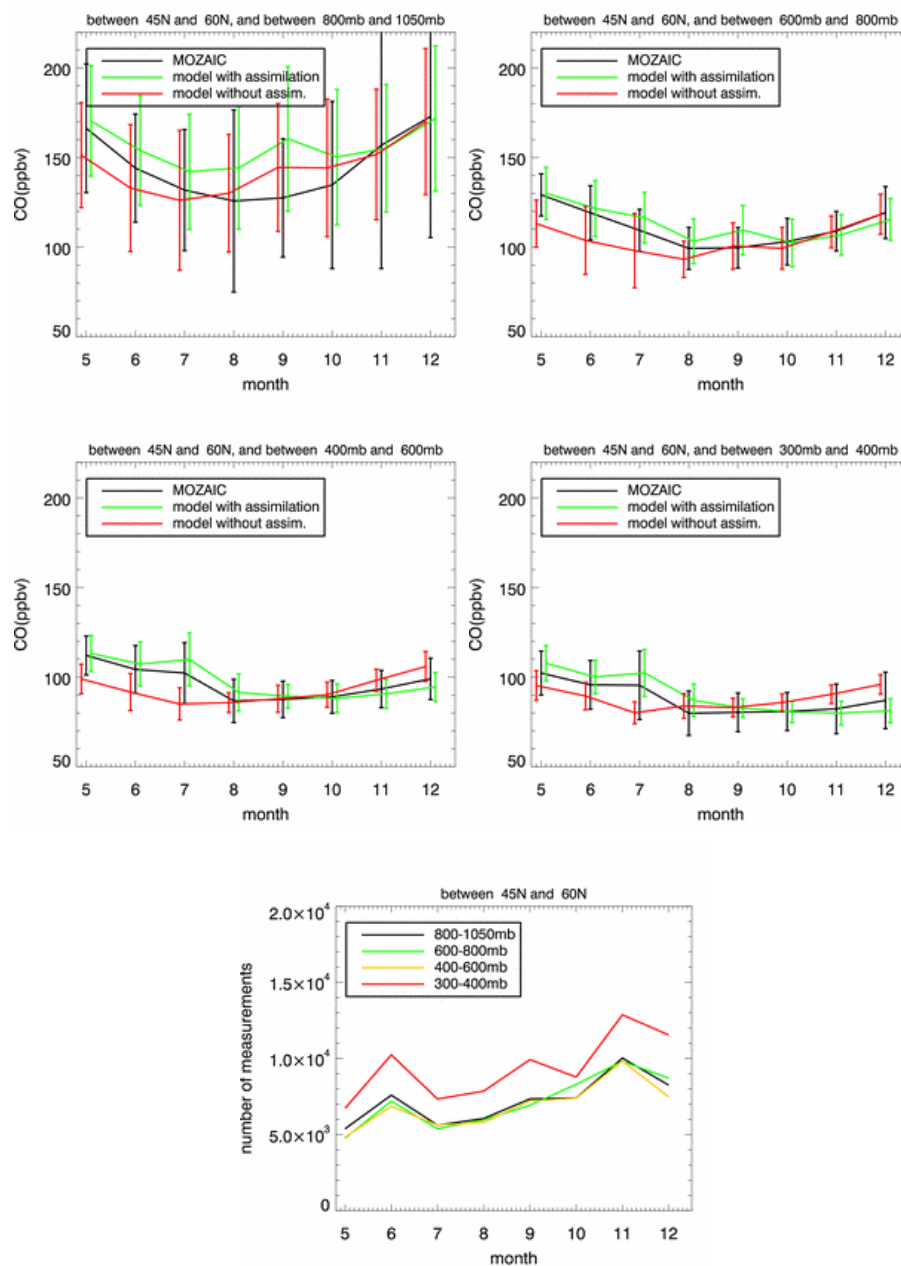 between 45N and 60N, and between 800mb and 1050mb
MOZAIC
model with assimilation
model without assim.
CO(ppbv)
200
150
100
50
5 6 7 8 9 10 11 12
month
between 45N and 60N, and between 600mb and 800mb
MOZAIC
model with assimilation
model without assim.
CO(ppbv)
200
150
100
50
5 6 7 8 9 10 11 12
month
between 45N and 60N, and between 400mb and 600mb
MOZAIC
model with assimilation
model without assim.
CO(ppbv)
200
150
100
50
5 6 7 8 9 10 11 12
month
between 45N and 60N, and between 300mb and 400mb
MOZAIC
model with assimilation
model without assim.
CO(ppbv)
200
150
100
50
5 6 7 8 9 10 11 12
month
between 45N and 60N
800-1050mb
600-800mb
400-600mb
300-400mb
number of measurements
2.0×10⁴
1.5×10⁴
1.0×10⁴
5.0×10³
0
5 6 7 8 9 10 11 12
month